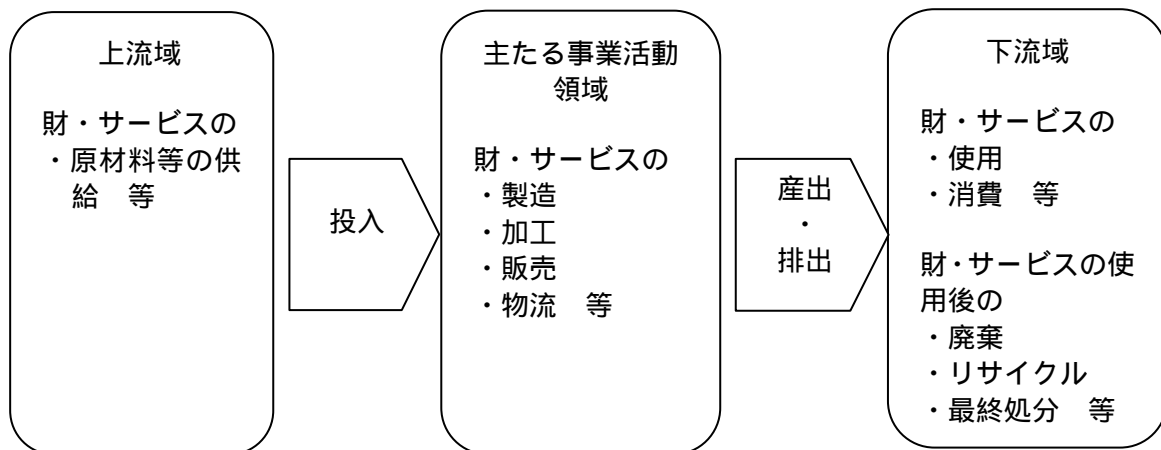 上流域
財・サービスの
・原材料等の供
給　等
投入
主たる事業活動
領域
財・サービスの
・製造
・加工
・販売
・物流　等
産出
・
排出
下流域
財・サービスの
・使用
・消費　等
財・サービスの使
用後の
・廃棄
・リサイクル
・最終処分　等